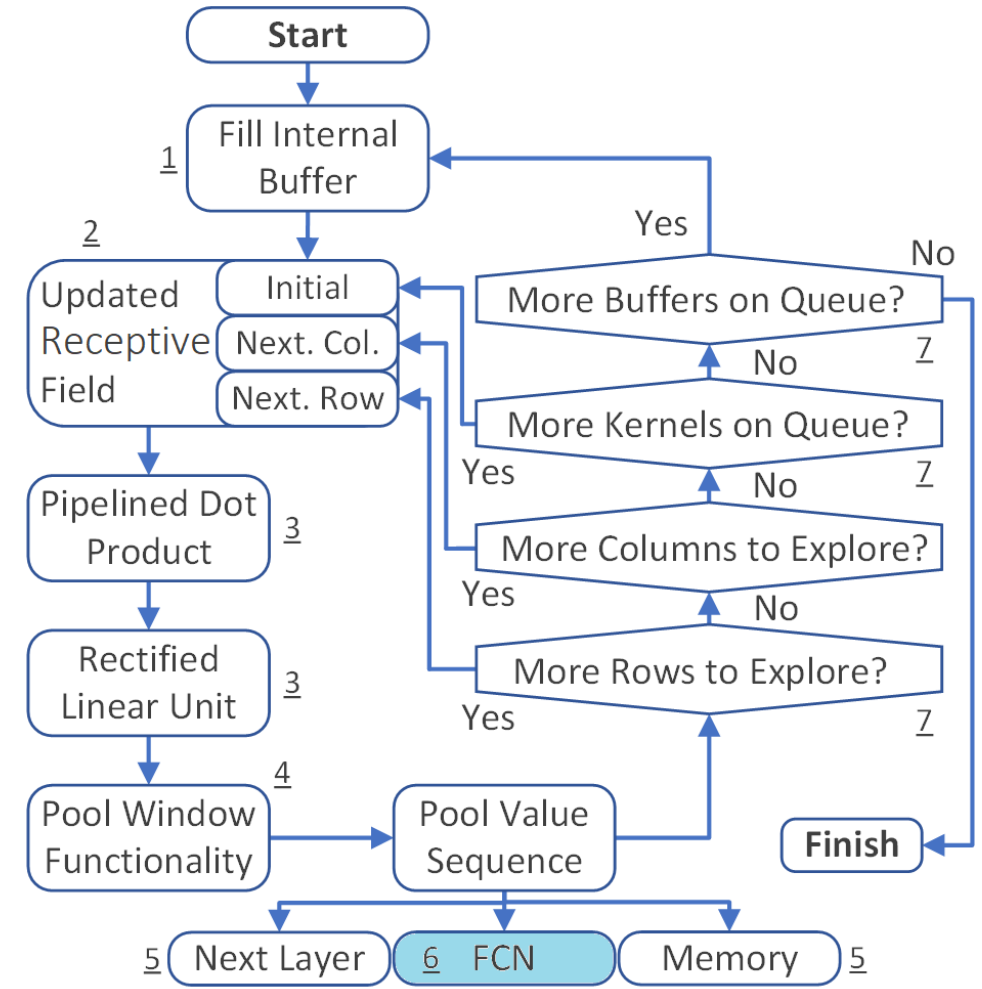 Start
Fill Internal
Buffer
1
2
Updated
Receptive
Field
Initial
Next. Col.
Next. Row
Pipelined Dot
Product
3
Rectified
Linear Unit
3
4
Pool Window
Functionality
Pool Value
Sequence
5
Next Layer
6 FCN
Memory
5
Yes
No
More Buffers on Queue?
7
No
More Kernels on Queue?
Yes
7
No
More Columns to Explore?
Yes
No
More Rows to Explore?
Yes
7
Finish